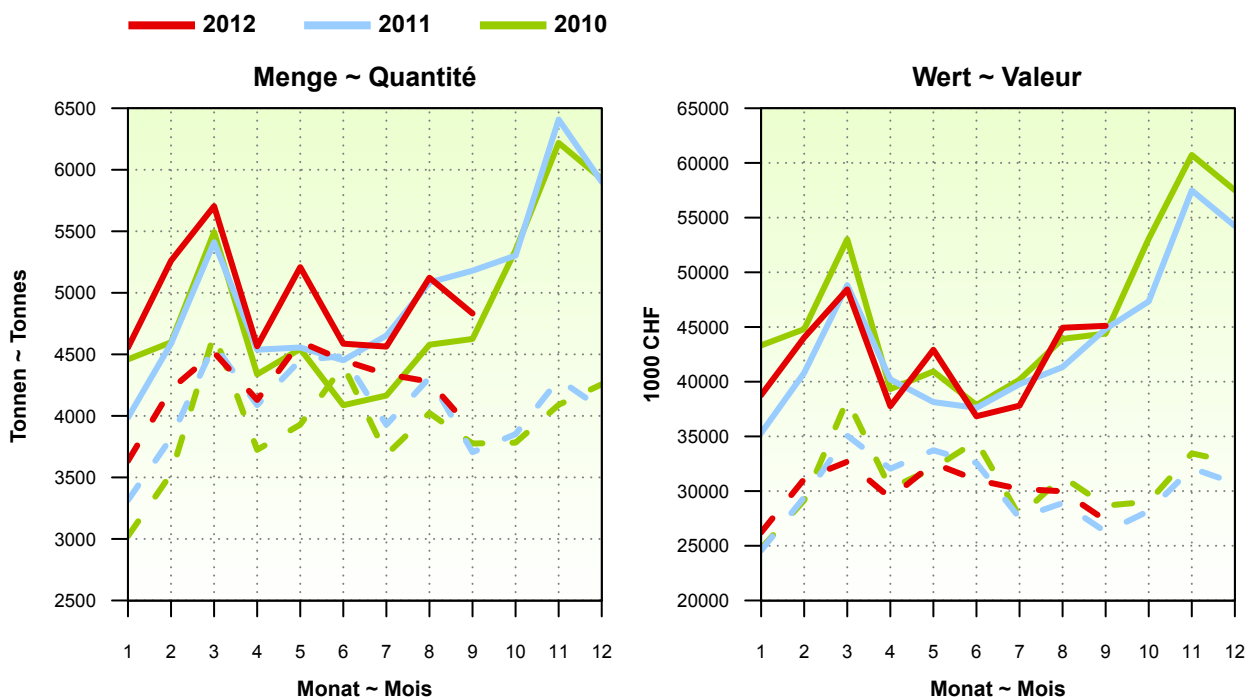 2012 2011 2010
Menge ~ Quantité
Wert ~ Valeur
Tonnen ~ Tonnes
6500
6000
5500
5000
4500
4000
3500
3000
2500
1 2 3 4 5 6 7 8 9 10 11 12
Monat ~ Mois
1000 CHF
65000
60000
55000
50000
45000
40000
35000
30000
25000
20000
1 2 3 4 5 6 7 8 9 10 11 12
Monat ~ Mois